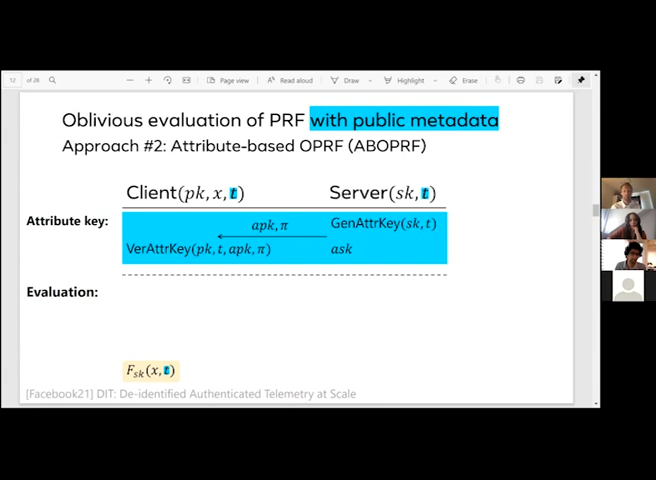 12 of 28
Page view
Read aloud
Draw
Highlight
Erase
Oblivious evaluation of PRF with public metadata
Approach #2: Attribute-based OPRF (ABOPRF)
Client(pk, x, t) Server(sk, t)
Attribute key: apk, π GenAttrKey(sk, t)
VerAttrKey(pk, t, apk, π) ask
Evaluation:
F_sk(x, t)
[Facebook21] DIT: De-identified Authenticated Telemetry at Scale